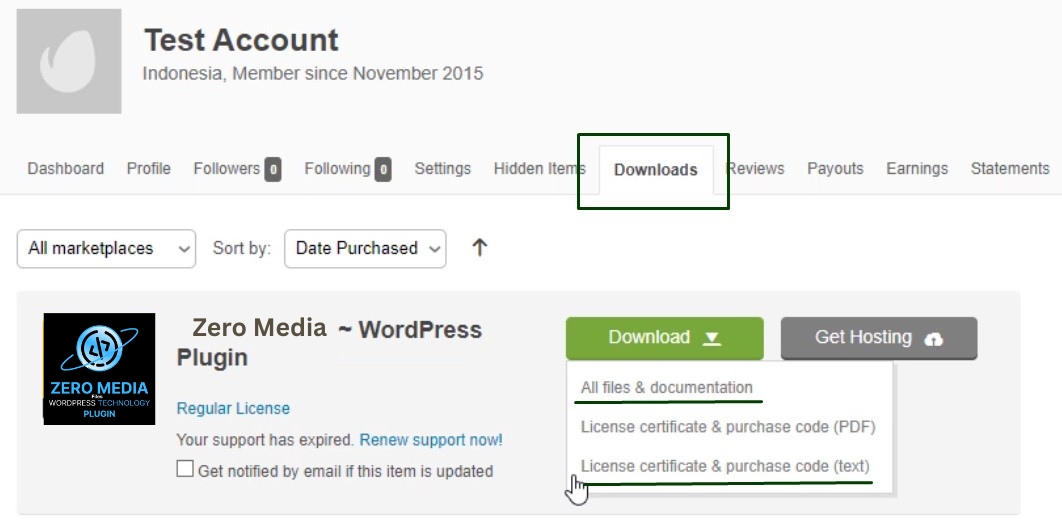 Test Account
Indonesia, Member since November 2015
Dashboard Profile Followers 0 Following 0 Settings Hidden Items Downloads Reviews Payouts Earnings Statements
All marketplaces Sort by: Date Purchased
Zero Media ~ WordPress
Plugin
Download Get Hosting
ZERO MEDIA
Files
WORDPRESS TECHNOLOGY
PLUGIN
All files & documentation
Regular License
License certificate & purchase code (PDF)
Your support has expired. Renew support now!
Get notified by email if this item is updated
License certificate & purchase code (text)